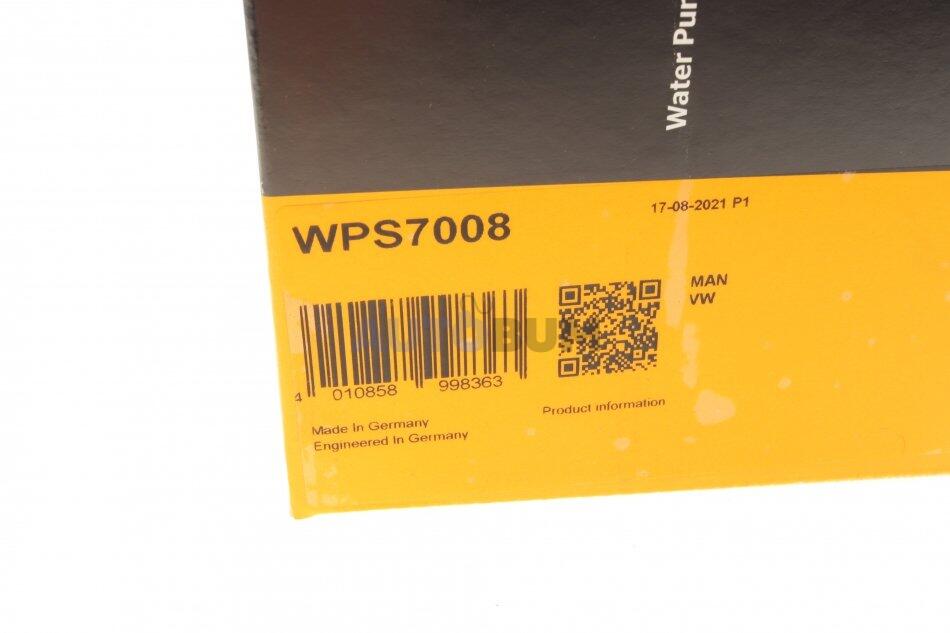 Water Pu
WPS7008
17-08-2021 P1
MAN
VW
AUTOBUM
4 010858 998363
Product information
Made In Germany
Engineered In Germany